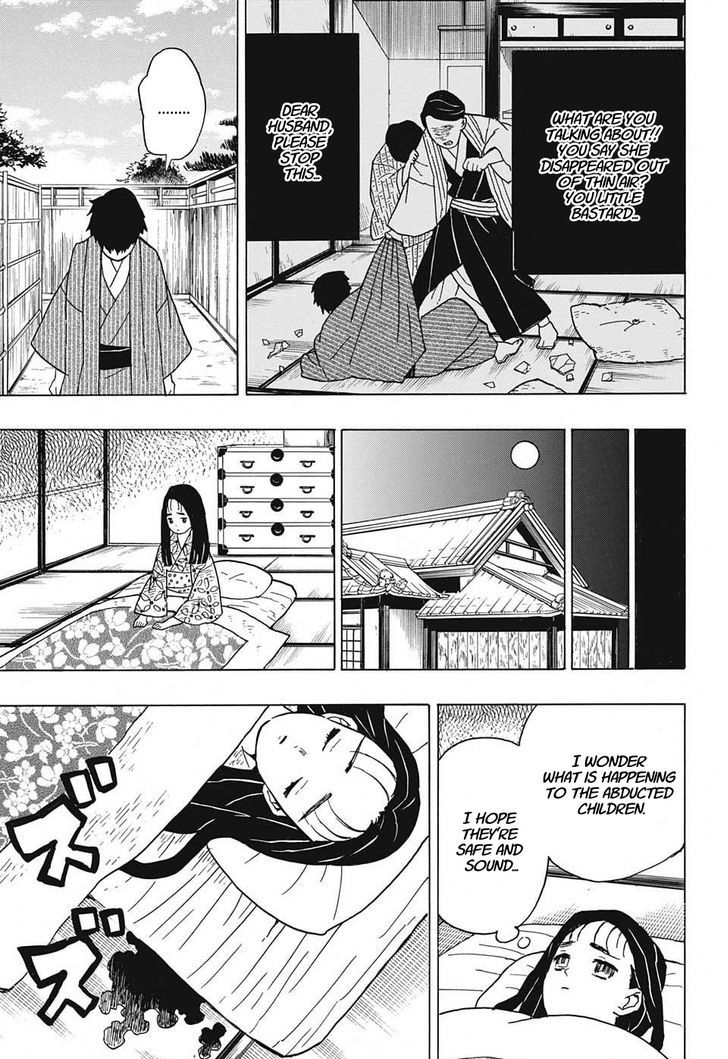 WHAT ARE YOU
TALKING ABOUT!!
YOU SAY SHE
DISAPPEARED OUT
OF THIN AIR?
YOU LITTLE
BASTARD...
DEAR
HUSBAND,
PLEASE
STOP
THIS...
.........
I WONDER
WHAT IS HAPPENING
TO THE ABDUCTED
CHILDREN.
I HOPE
THEY'RE
SAFE AND
SOUND...
ズズズ